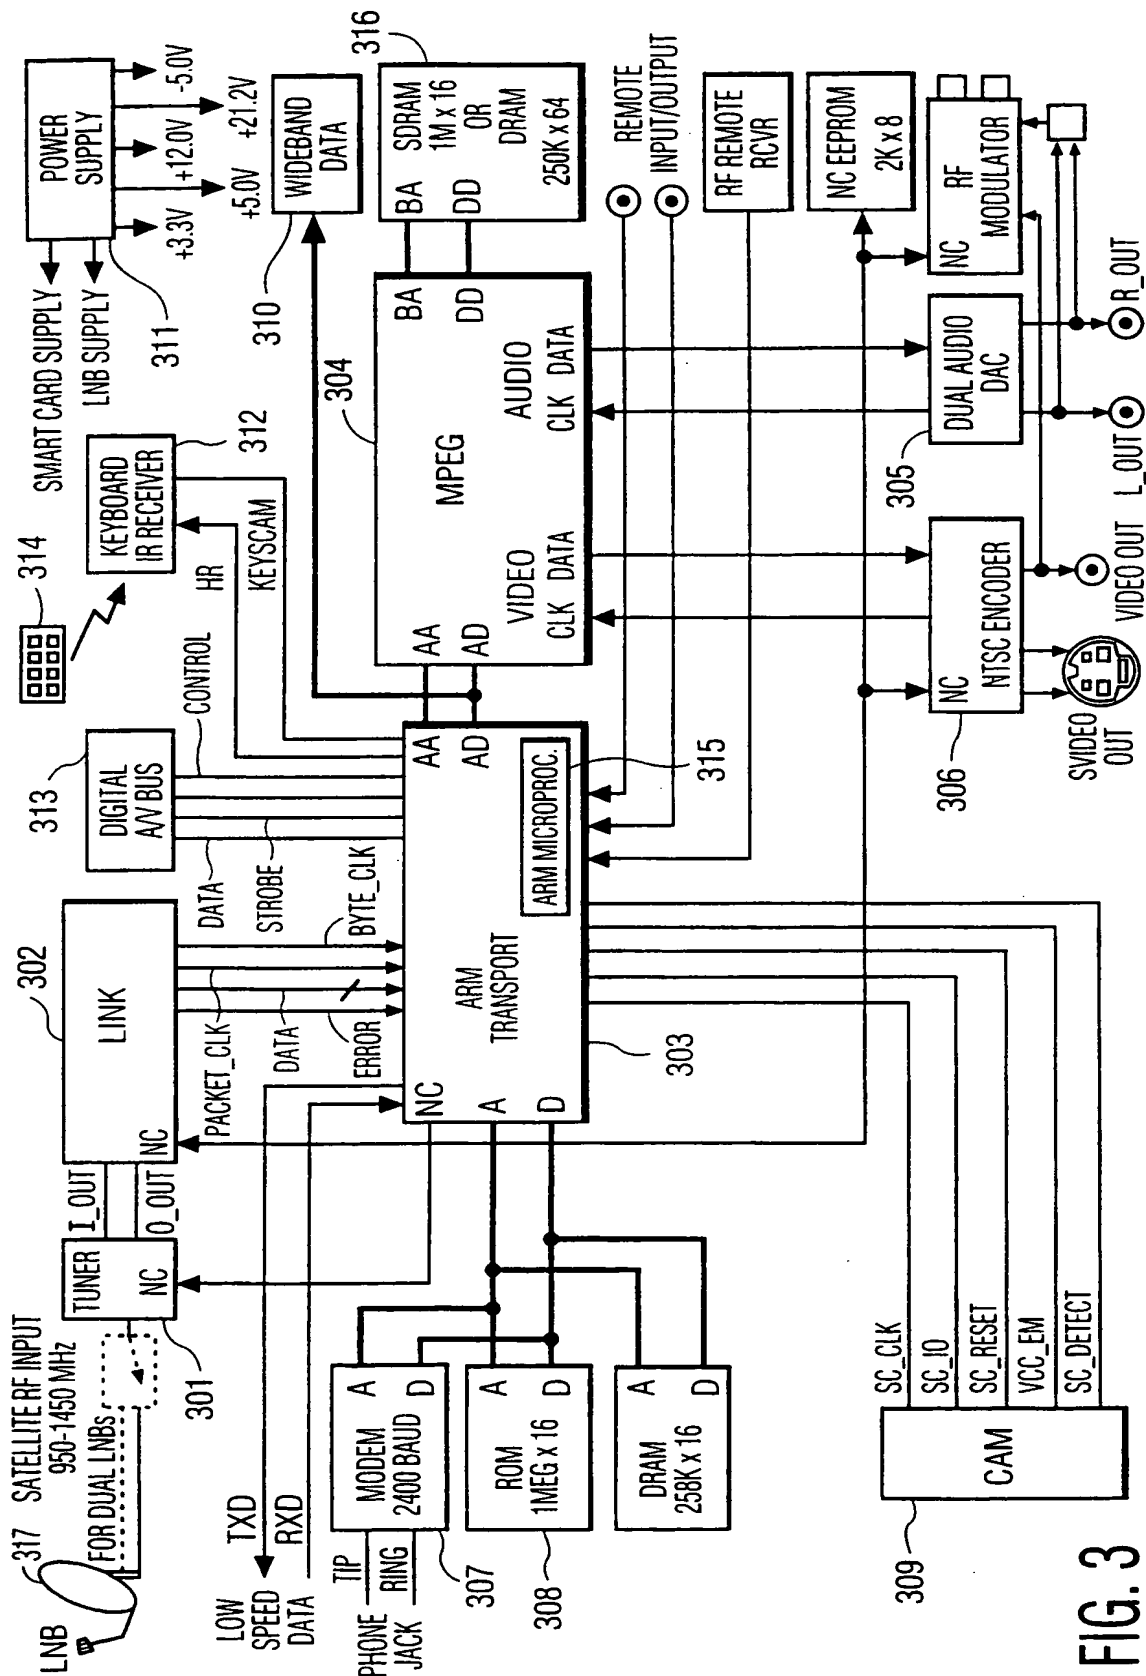 LNB
317
SATELLITE RF INPUT
950-1450 MHz
FOR DUAL LNBs
301
TUNER
NC
I_OUT
O_OUT
302
LINK
NC
PACKET_CLK
DATA
ERROR
BYTE_CLK
313
DIGITAL
A/V BUS
DATA
STROBE
CONTROL
314
KEYBOARD
IR RECEIVER
312
HR
KEYSCAM
SMART CARD SUPPLY
LNB SUPPLY
311
POWER
SUPPLY
+3.3V
+5.0V
+12.0V
+21.2V
-5.0V
310
WIDEBAND
DATA
LOW
SPEED
DATA
TXD
RXD
NC
A
D
ARM
TRANSPORT
303
AA
AD
ARM MICROPROC.
315
304
MPEG
AA
AD
VIDEO
CLK DATA
AUDIO
CLK DATA
BA
DD
BA
DD
SDRAM
1M x 16
OR
DRAM
250K x 64
316
PHONE
JACK
TIP
RING
MODEM
2400 BAUD
A
D
307
ROM
1MEG x 16
A
D
308
DRAM
258K x 16
A
D
REMOTE
INPUT/OUTPUT
RF REMOTE
RCVR
NC EEPROM
2K x 8
309
CAM
SC_CLK
SC_IO
SC_RESET
VCC_EM
SC_DETECT
306
NC
NTSC ENCODER
SVIDEO
OUT
VIDEO OUT
305
DUAL AUDIO
DAC
L_OUT
R_OUT
NC
RF
MODULATOR
FIG. 3